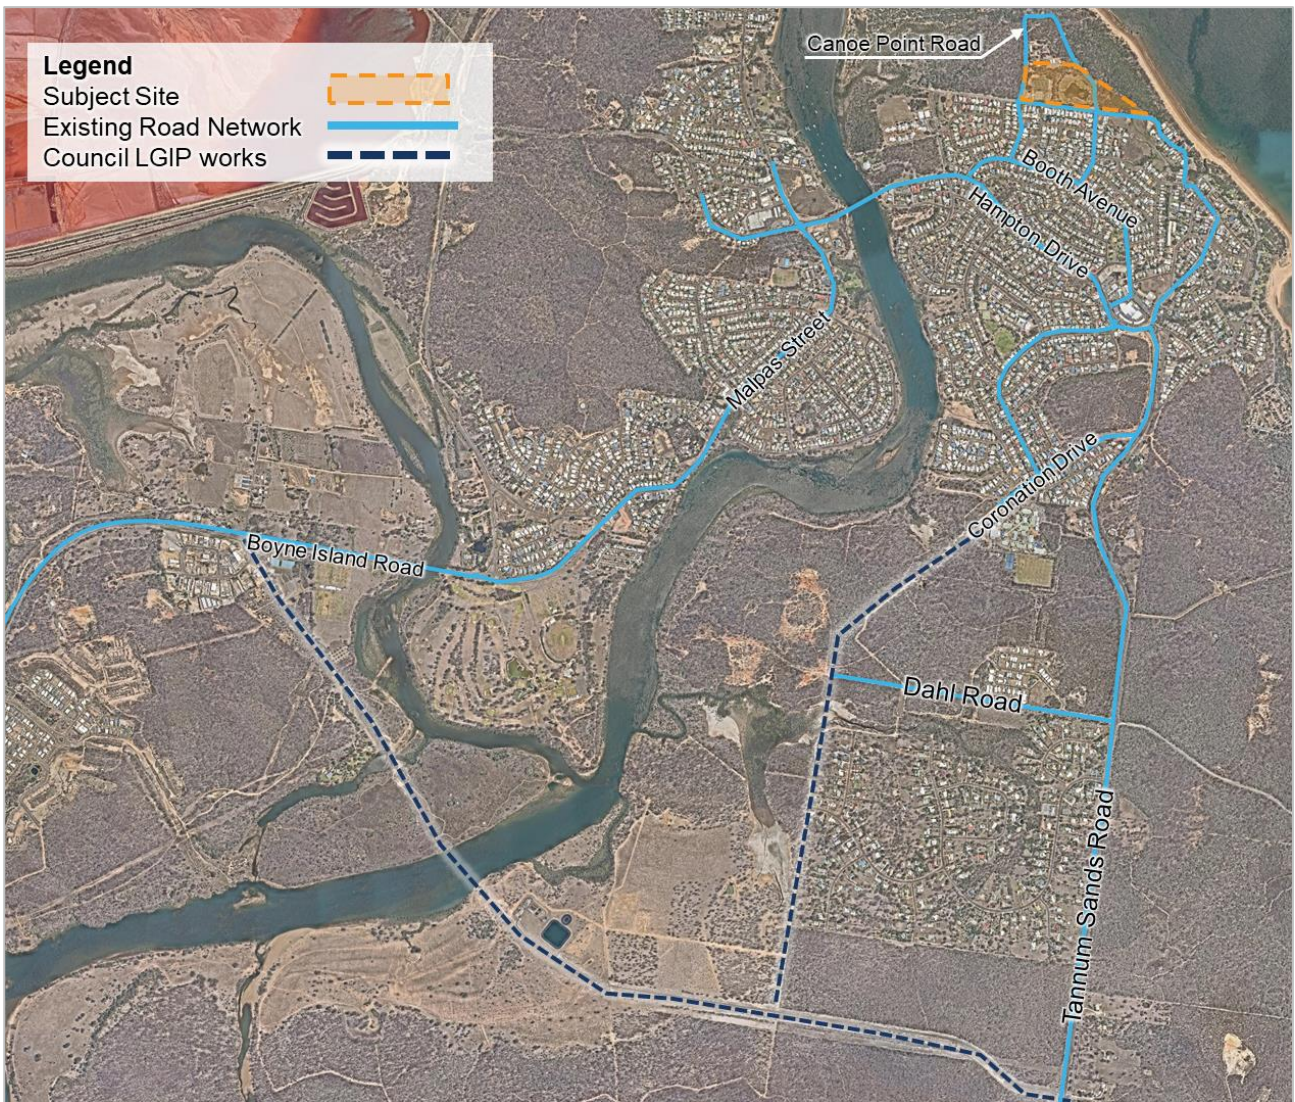 Legend
Subject Site
Existing Road Network
Council LGIP works
Canoe Point Road
Booth Avenue
Hampton Drive
Malpas Street
Coronation Drive
Boyne Island Road
Dahl Road
Tannum Sands Road